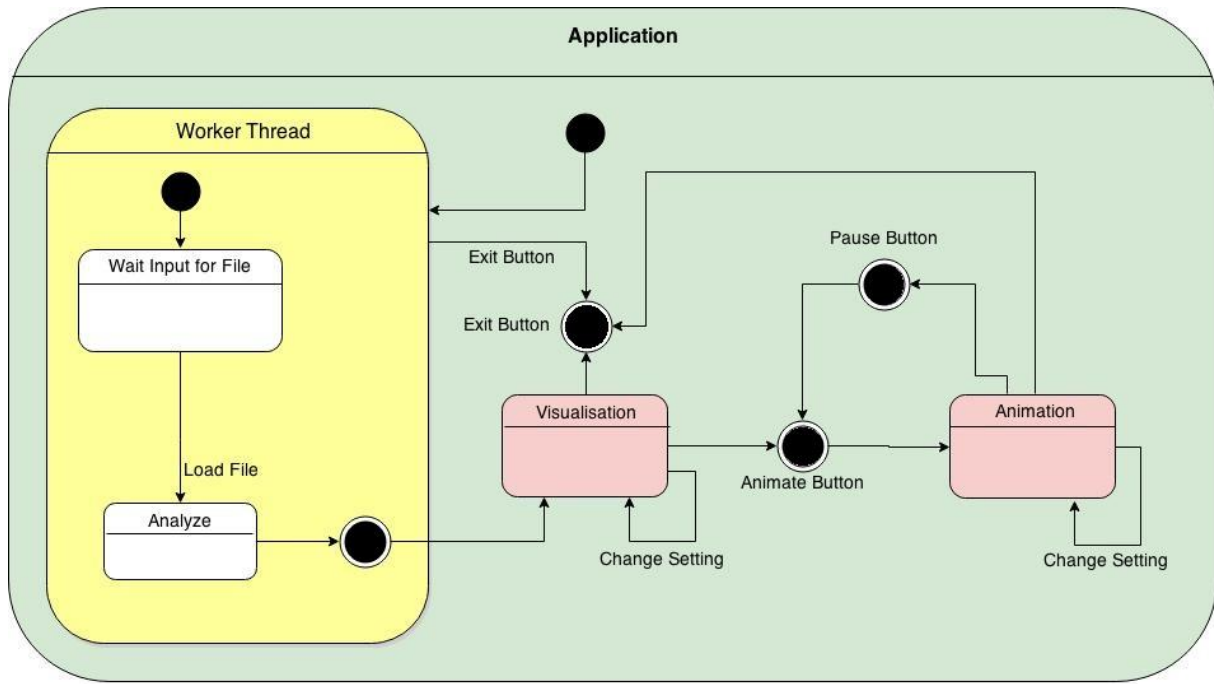 Application
Worker Thread
Wait Input for File
Load File
Analyze
Exit Button
Exit Button
Pause Button
Visualisation
Animate Button
Animation
Change Setting
Change Setting